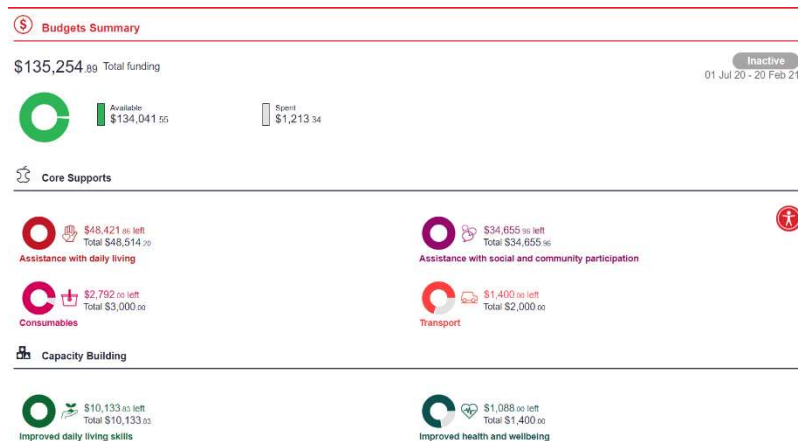 Budgets Summary
$135,254.89 Total funding
Inactive
01 Jul 20 - 20 Feb 21
Available
$134,041 55
Spent
$1,213 34
Core Supports
$48,421.86 left
Total $48,514.20
Assistance with daily living
$34,655.96 left
Total $34,655.96
Assistance with social and community participation
$2,792.00 left
Total $3,000.00
Consumables
$1,400.00 left
Total $2,000.00
Transport
Capacity Building
$10,133.83 left
Total $10,133.83
Improved daily living skills
$1,088.00 left
Total $1,400.00
Improved health and wellbeing